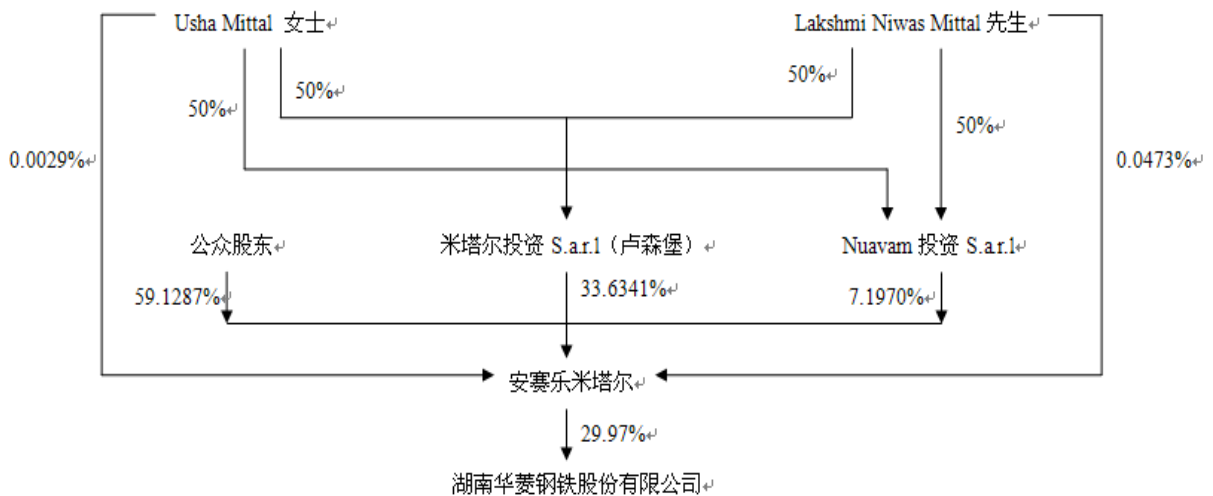 Usha Mittal 女士
Lakshmi Niwas Mittal 先生
50%
50%
50%
50%
0.0029%
0.0473%
公众股东
米塔尔投资 S.a.r.l（卢森堡）
Nuavam 投资 S.a.r.l
59.1287%
33.6341%
7.1970%
安赛乐米塔尔
29.97%
湖南华菱钢铁股份有限公司